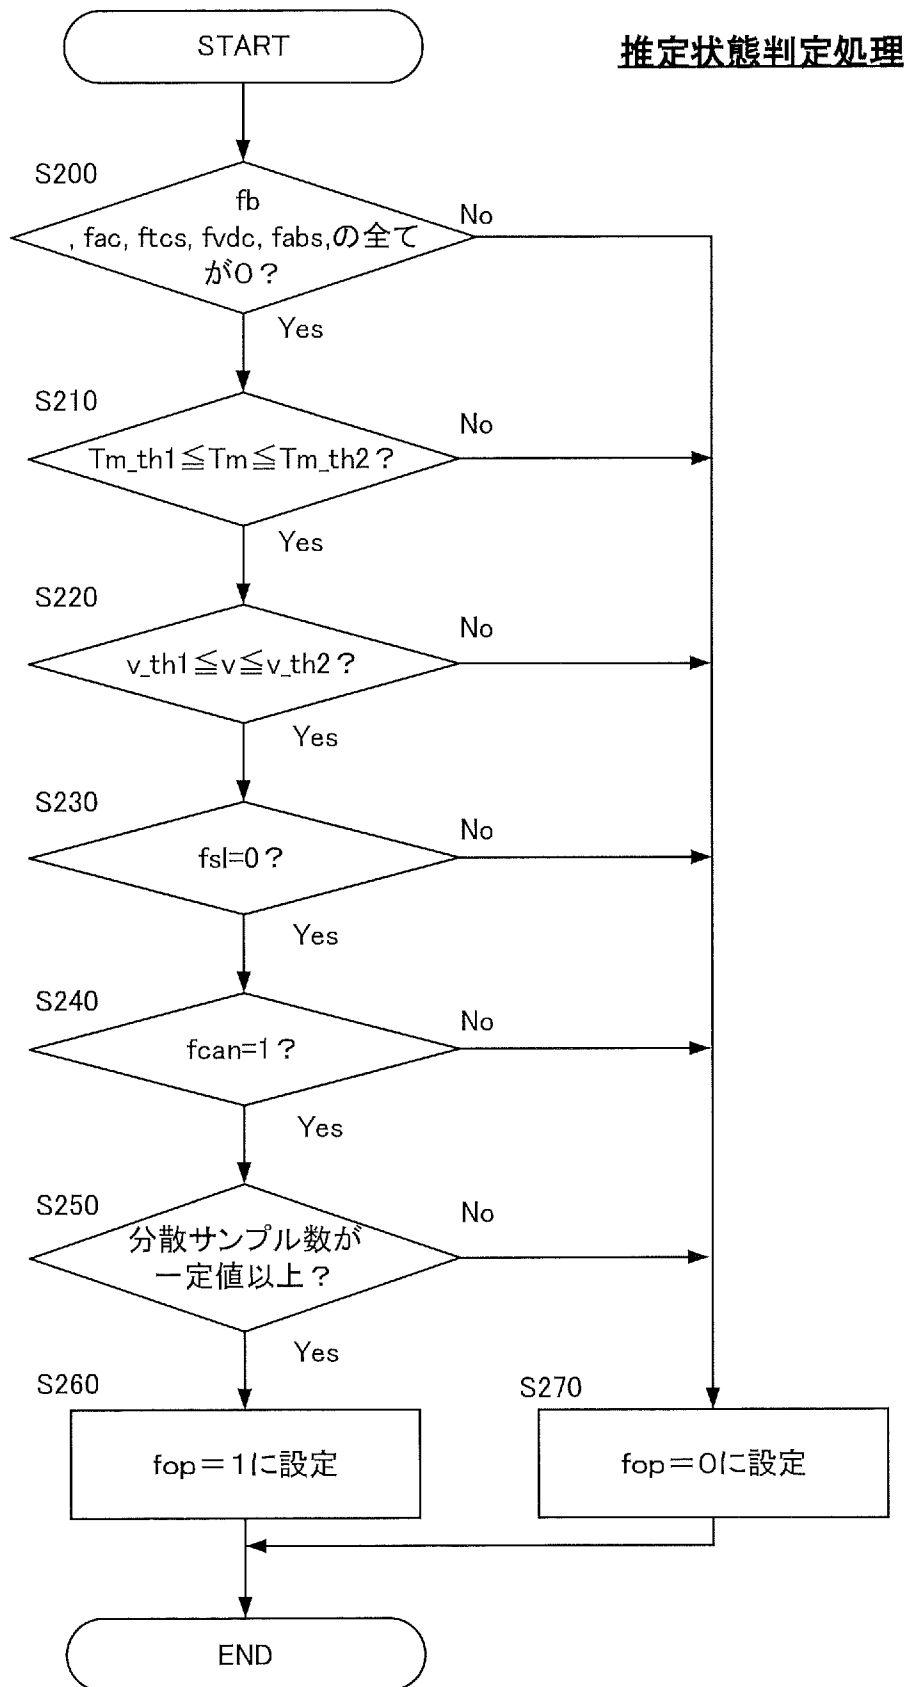 START
推定状態判定処理
S200
fb
, fac, ftcs, fvdc, fabs,の全て
が0？
No
Yes
S210
Tm_th1≦Tm≦Tm_th2？
No
Yes
S220
v_th1≦v≦v_th2？
No
Yes
S230
fsl=0？
No
Yes
S240
fcan=1？
No
Yes
S250
分散サンプル数が
一定値以上？
No
Yes
S260
fop＝1に設定
S270
fop＝0に設定
END